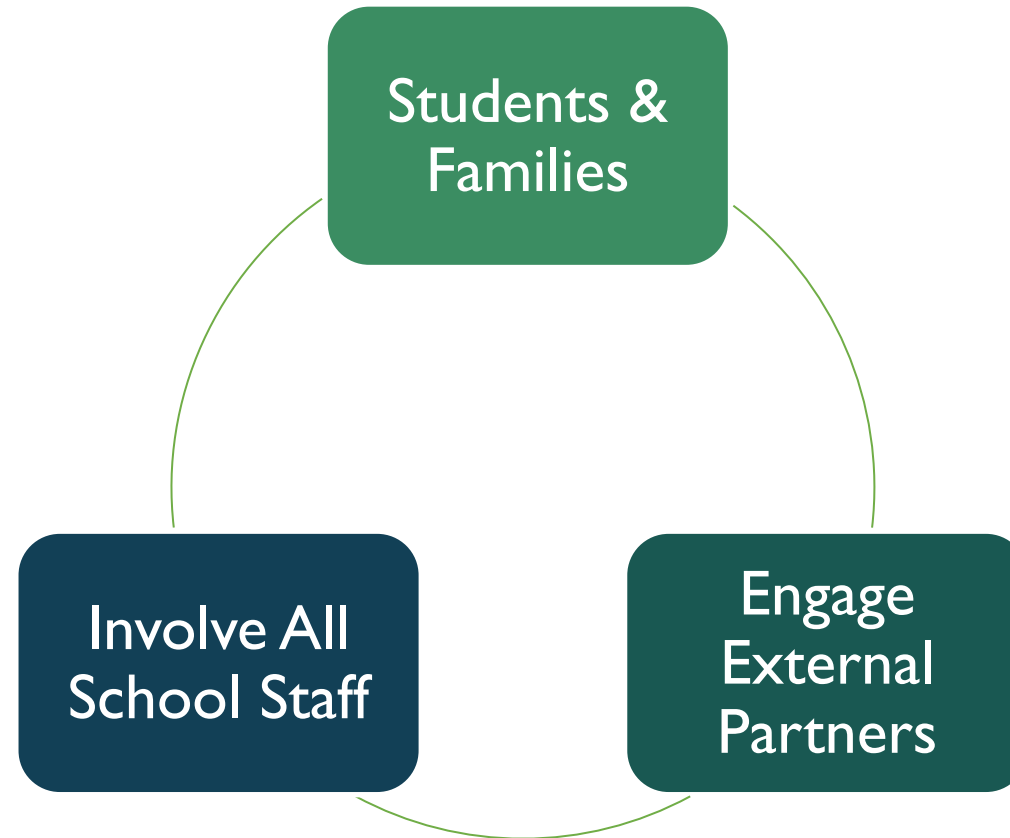 Students &
Families
Involve All
School Staff
Engage
External
Partners